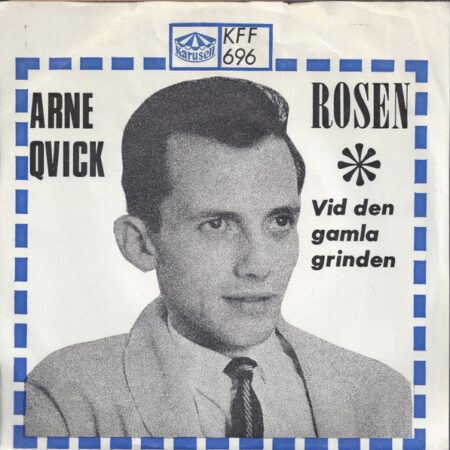 Karusell
KFF
696
ARNE
QVICK
ROSEN
Vid den
gamla
grinden